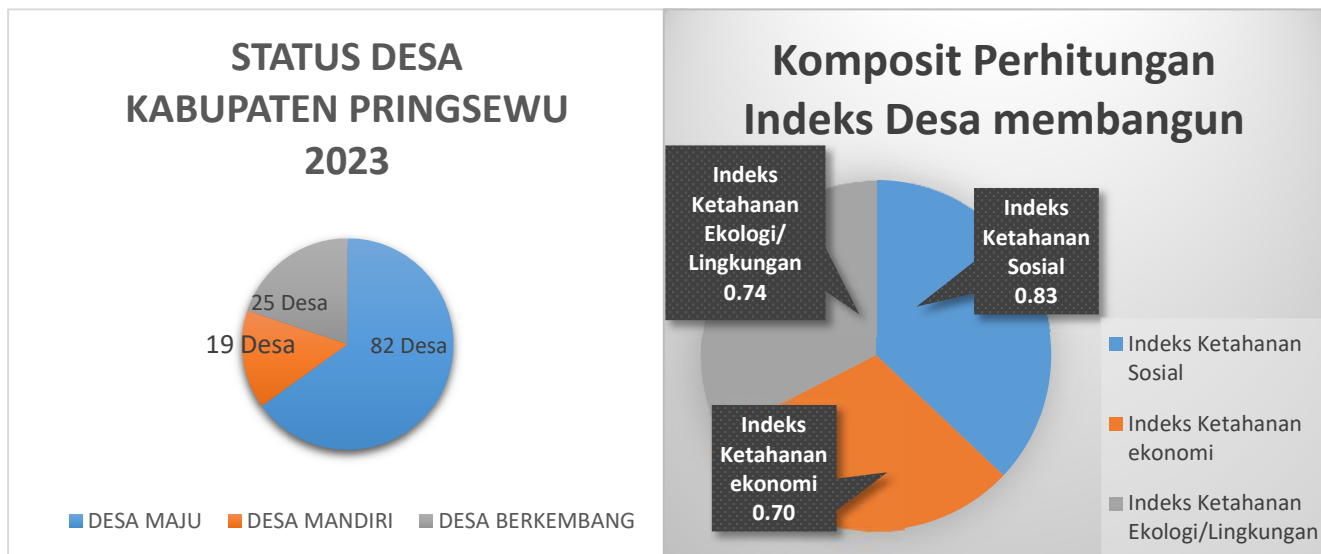 STATUS DESA
KABUPATEN PRINGSEWU
2023
25 Desa
19 Desa
82 Desa
DESA MAJU
DESA MANDIRI
DESA BERKEMBANG
Komposit Perhitungan
Indeks Desa membangun
Indeks
Ketahanan
Ekologi/
Lingkungan
0.74
Indeks
Ketahanan
Sosial
0.83
Indeks
Ketahanan
ekonomi
0.70
Indeks Ketahanan
Sosial
Indeks Ketahanan
ekonomi
Indeks Ketahanan
Ekologi/Lingkungan